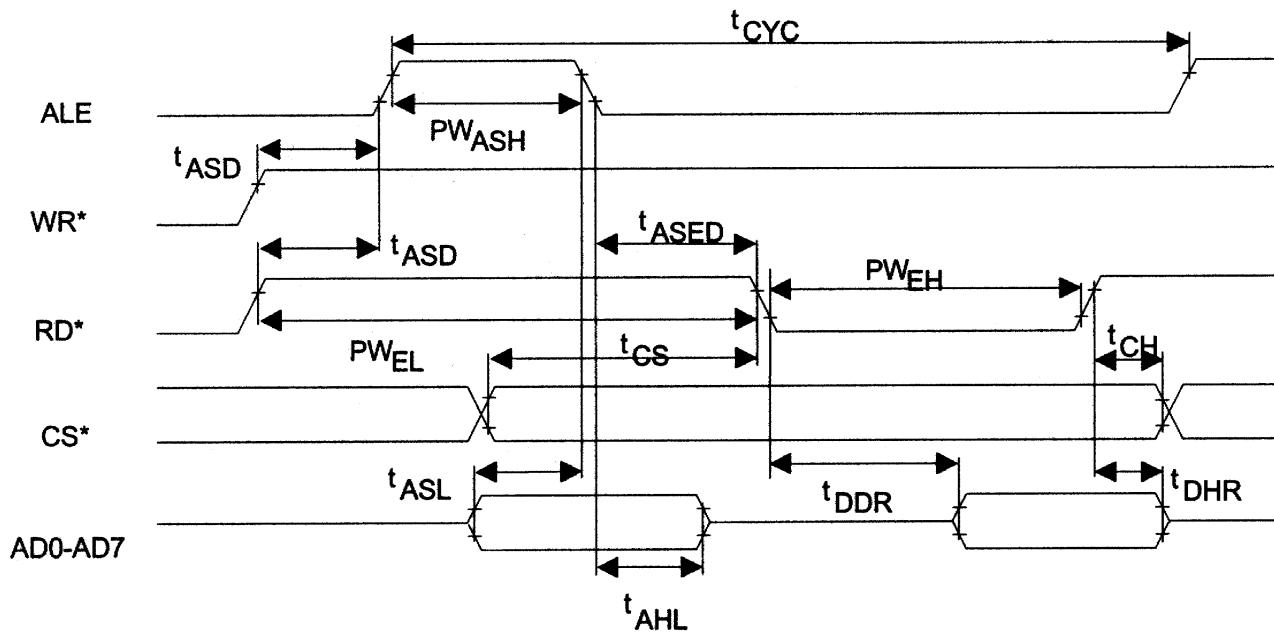 tCYC
ALE
PWASH
tASD
WR*
tASED
tASD
PWEH
RD*
PWEL
tCS
tCH
CS*
tASL
tDDR
tDHR
AD0-AD7
tAHL